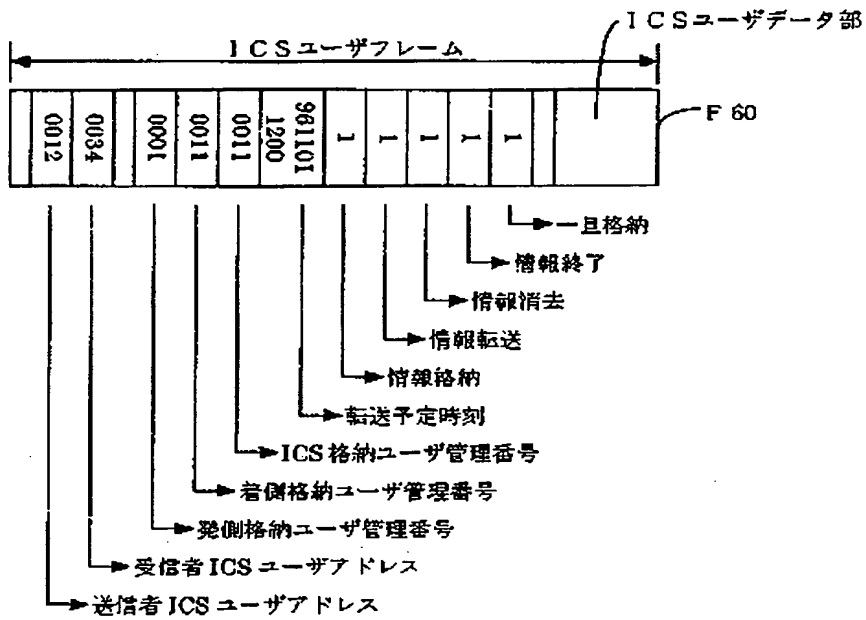 ICSユーザデータ部
ICSユーザフレーム
F 60
0012
0034
0001
0011
0011
961101
1200
1
1
1
1
1
一旦格納
情報終了
情報消去
情報転送
情報格納
転送予定時刻
ICS格納ユーザ管理番号
着側格納ユーザ管理番号
発側格納ユーザ管理番号
受信者ICSユーザアドレス
送信者ICSユーザアドレス